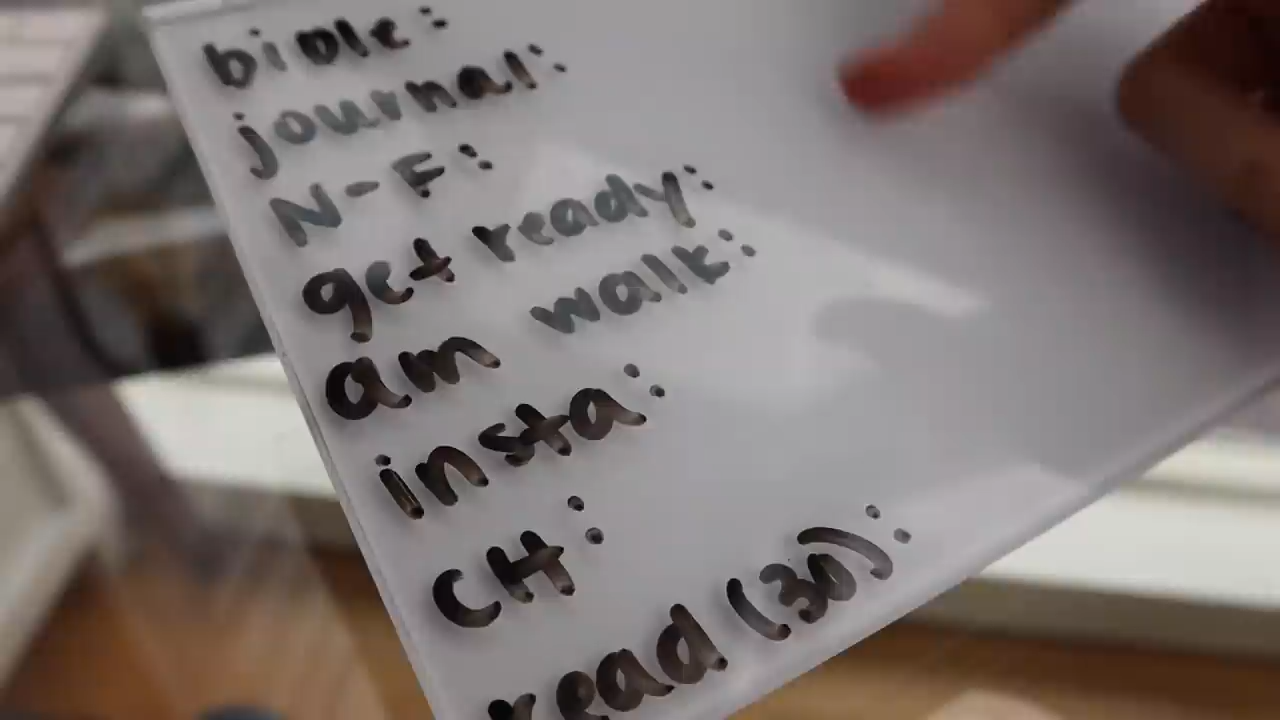 bible:
journal:
N-F:
get ready:
am walk:
insta:
CH:
read (30):